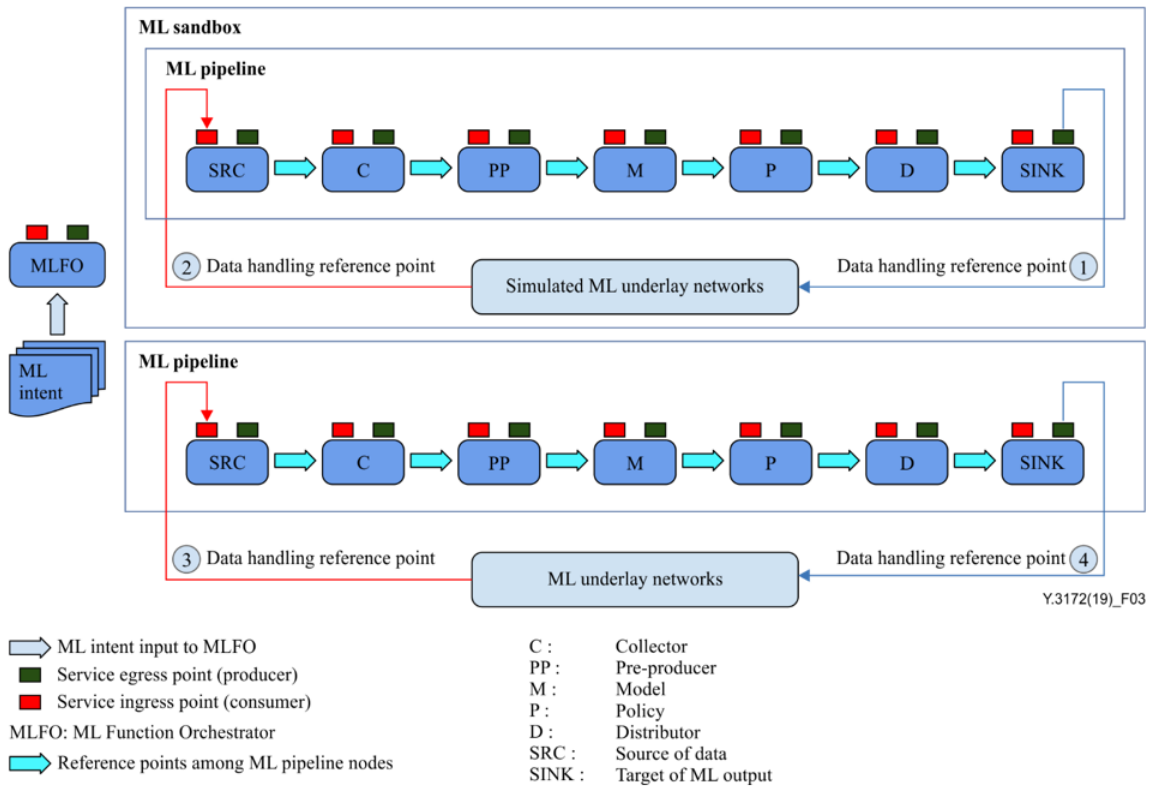 ML sandbox
ML pipeline
SRC
C
PP
M
P
D
SINK
2 Data handling reference point
Simulated ML underlay networks
Data handling reference point 1
MLFO
ML
intent
ML pipeline
SRC
C
PP
M
P
D
SINK
3 Data handling reference point
ML underlay networks
Data handling reference point 4
Y.3172(19)_F03
ML intent input to MLFO
Service egress point (producer)
Service ingress point (consumer)
MLFO: ML Function Orchestrator
Reference points among ML pipeline nodes
C : Collector
PP : Pre-producer
M : Model
P : Policy
D : Distributor
SRC : Source of data
SINK : Target of ML output